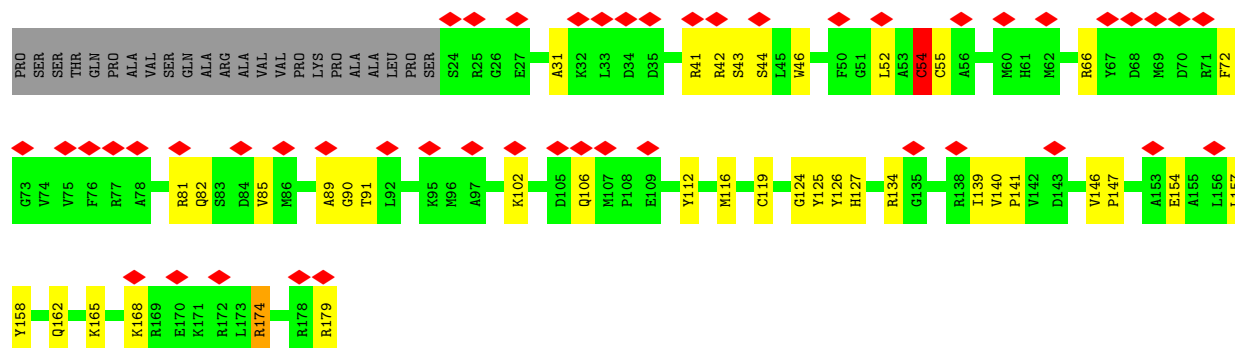 PRO SER SER THR GLN PRO ALA VAL SER GLN ALA ARG ALA VAL VAL PRO LYS PRO ALA ALA LEU PRO SER S24 R25 G26 E27 A31 K32 L33 D34 D35 R41 R42 S43 S44 L45 W46 F50 G51 L52 A53 C54 C55 A56 M60 H61 M62 R66 Y67 D68 M69 D70 R71 F72
G73 V74 V75 F76 R77 A78 R81 Q82 S83 D84 V85 M86 A89 G90 T91 L92 K95 M96 A97 K102 D105 Q106 M107 P108 E109 Y112 M116 C119 G124 Y125 Y126 H127 R134 G135 R138 I139 V140 P141 V142 D143 V146 P147 A153 E154 A155 L156 L157
Y158 Q162 K165 K168 R169 E170 K171 R172 L173 R174 R178 R179